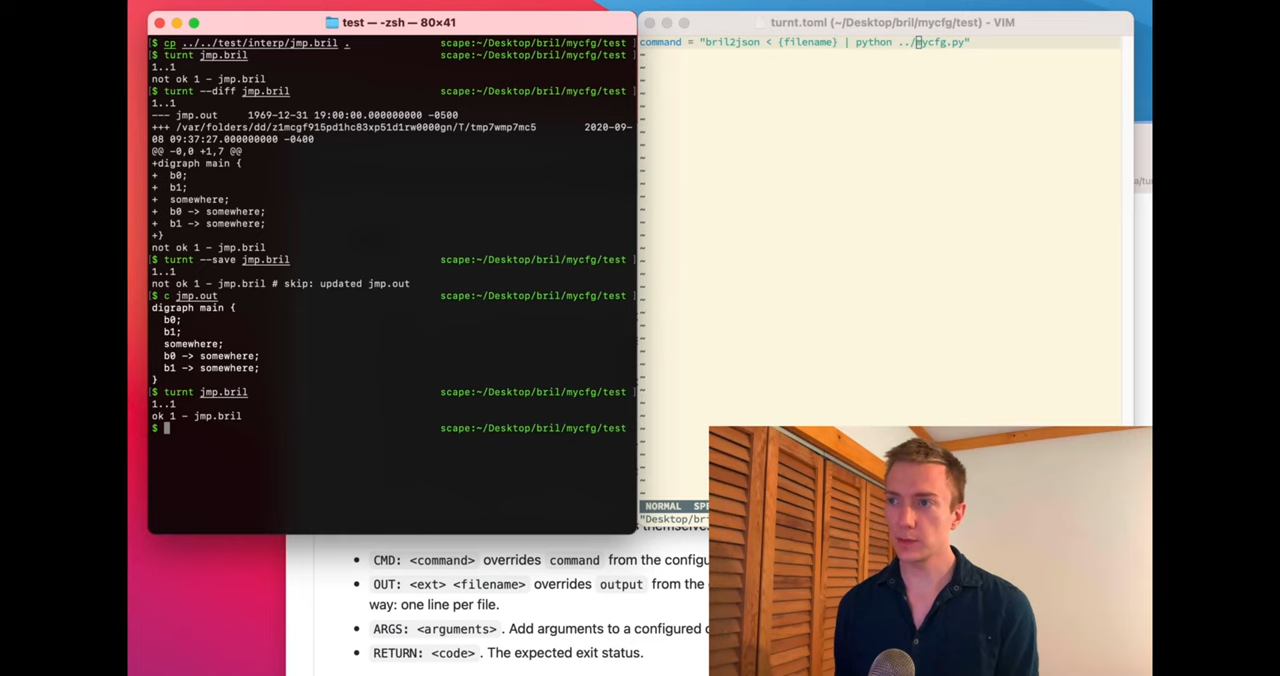 test — -zsh — 80×41
$ cp ../../test/interp/jmp.bril . scape:~/Desktop/bril/mycfg/test
$ turnt jmp.bril scape:~/Desktop/bril/mycfg/test
1..1
not ok 1 - jmp.bril
$ turnt --diff jmp.bril scape:~/Desktop/bril/mycfg/test
1..1
--- jmp.out 1969-12-31 19:00:00.000000000 -0500
+++ /var/folders/dd/z1mcgf915pd1hc83xp51d1rw0000gn/T/tmp7wmp7mc5 2020-09-
08 09:37:27.000000000 -0400
@@ -0,0 +1,7 @@
+digraph main {
+ b0;
+ b1;
+ somewhere;
+ b0 -> somewhere;
+ b1 -> somewhere;
+}
not ok 1 - jmp.bril
$ turnt --save jmp.bril scape:~/Desktop/bril/mycfg/test
1..1
not ok 1 - jmp.bril # skip: updated jmp.out
$ c jmp.out scape:~/Desktop/bril/mycfg/test
digraph main {
b0;
b1;
somewhere;
b0 -> somewhere;
b1 -> somewhere;
}
$ turnt jmp.bril scape:~/Desktop/bril/mycfg/test
1..1
ok 1 - jmp.bril
$ scape:~/Desktop/bril/mycfg/test
turnt.toml (~/Desktop/bril/mycfg/test) - VIM
command = "bril2json < {filename} | python ../mycfg.py"
NORMAL SPE
"Desktop/br
themselve
CMD: <command> overrides command from the configu
OUT: <ext> <filename> overrides output from the
way: one line per file.
ARGS: <arguments>. Add arguments to a configured
RETURN: <code>. The expected exit status.